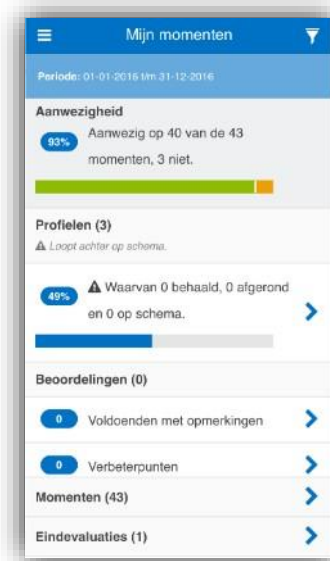 Mijn momenten
Periode: 01-01-2016 t/m 31-12-2016
Aanwezigheid
93%
Aanwezig op 40 van de 43
momenten, 3 niet.
Profielen (3)
Loopt achter op schema.
49%
Waarvan 0 behaald, 0 afgerond
en 0 op schema.
Beoordelingen (0)
0 Voldoenden met opmerkingen
0 Verbeterpunten
Momenten (43)
Eindevaluaties (1)